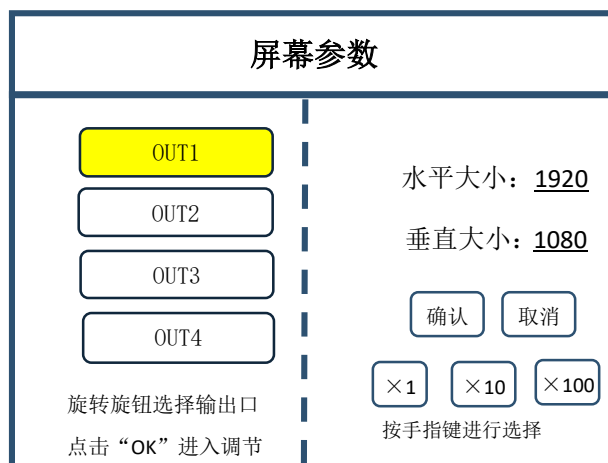 屏幕参数
OUT1
OUT2
OUT3
OUT4
旋转旋钮选择输出口
点击“OK”进入调节
水平大小：1920
垂直大小：1080
确认 取消
×1 ×10 ×100
按手指键进行选择